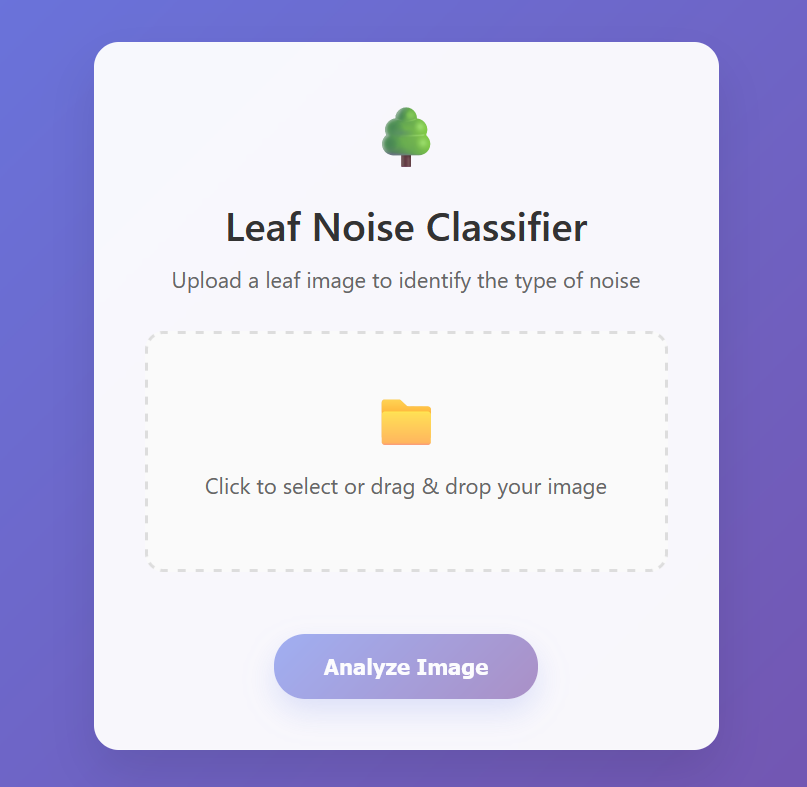 Leaf Noise Classifier
Upload a leaf image to identify the type of noise
Click to select or drag & drop your image
Analyze Image